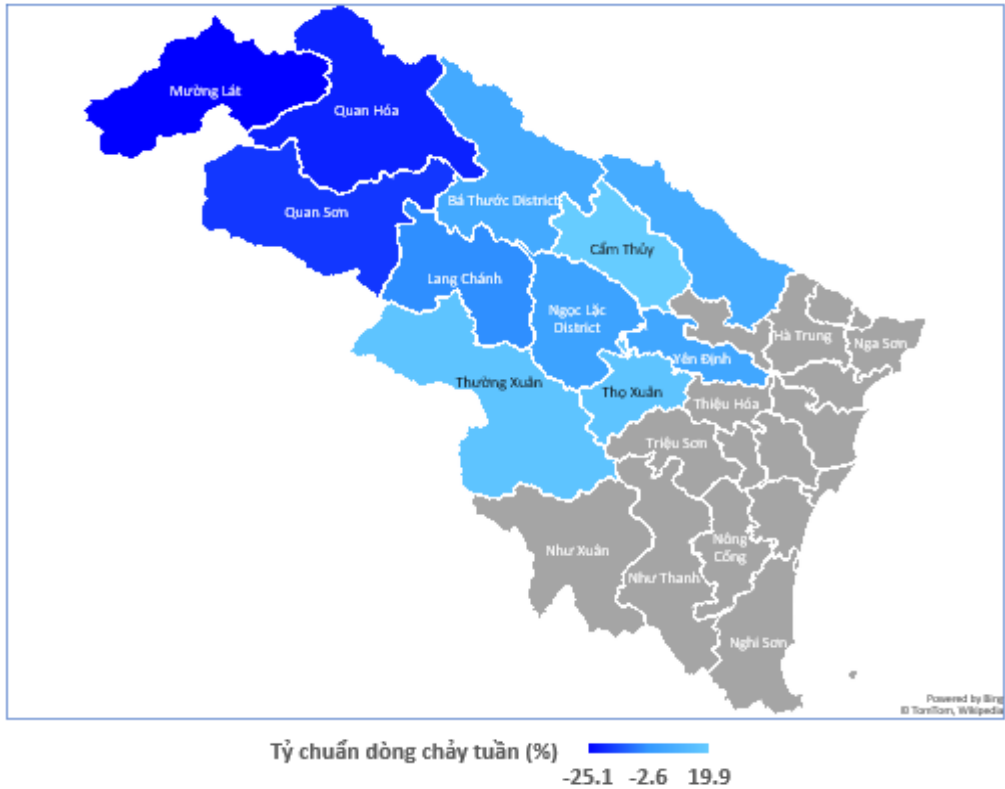 Mường Lát
Quan Hóa
Quan Sơn
Bá Thước District
Cẩm Thủy
Lang Chánh
Ngọc Lặc
District
Hà Trung
Nga Sơn
Yên Định
Thường Xuân
Thọ Xuân
Thiệu Hóa
Triệu Sơn
Như Xuân
Nông
Cống
Như Thanh
Nghi Sơn
Powered by Bing
© TomTom, Wikipedia
Tỷ chuẩn dòng chảy tuần (%)
-25.1 -2.6 19.9